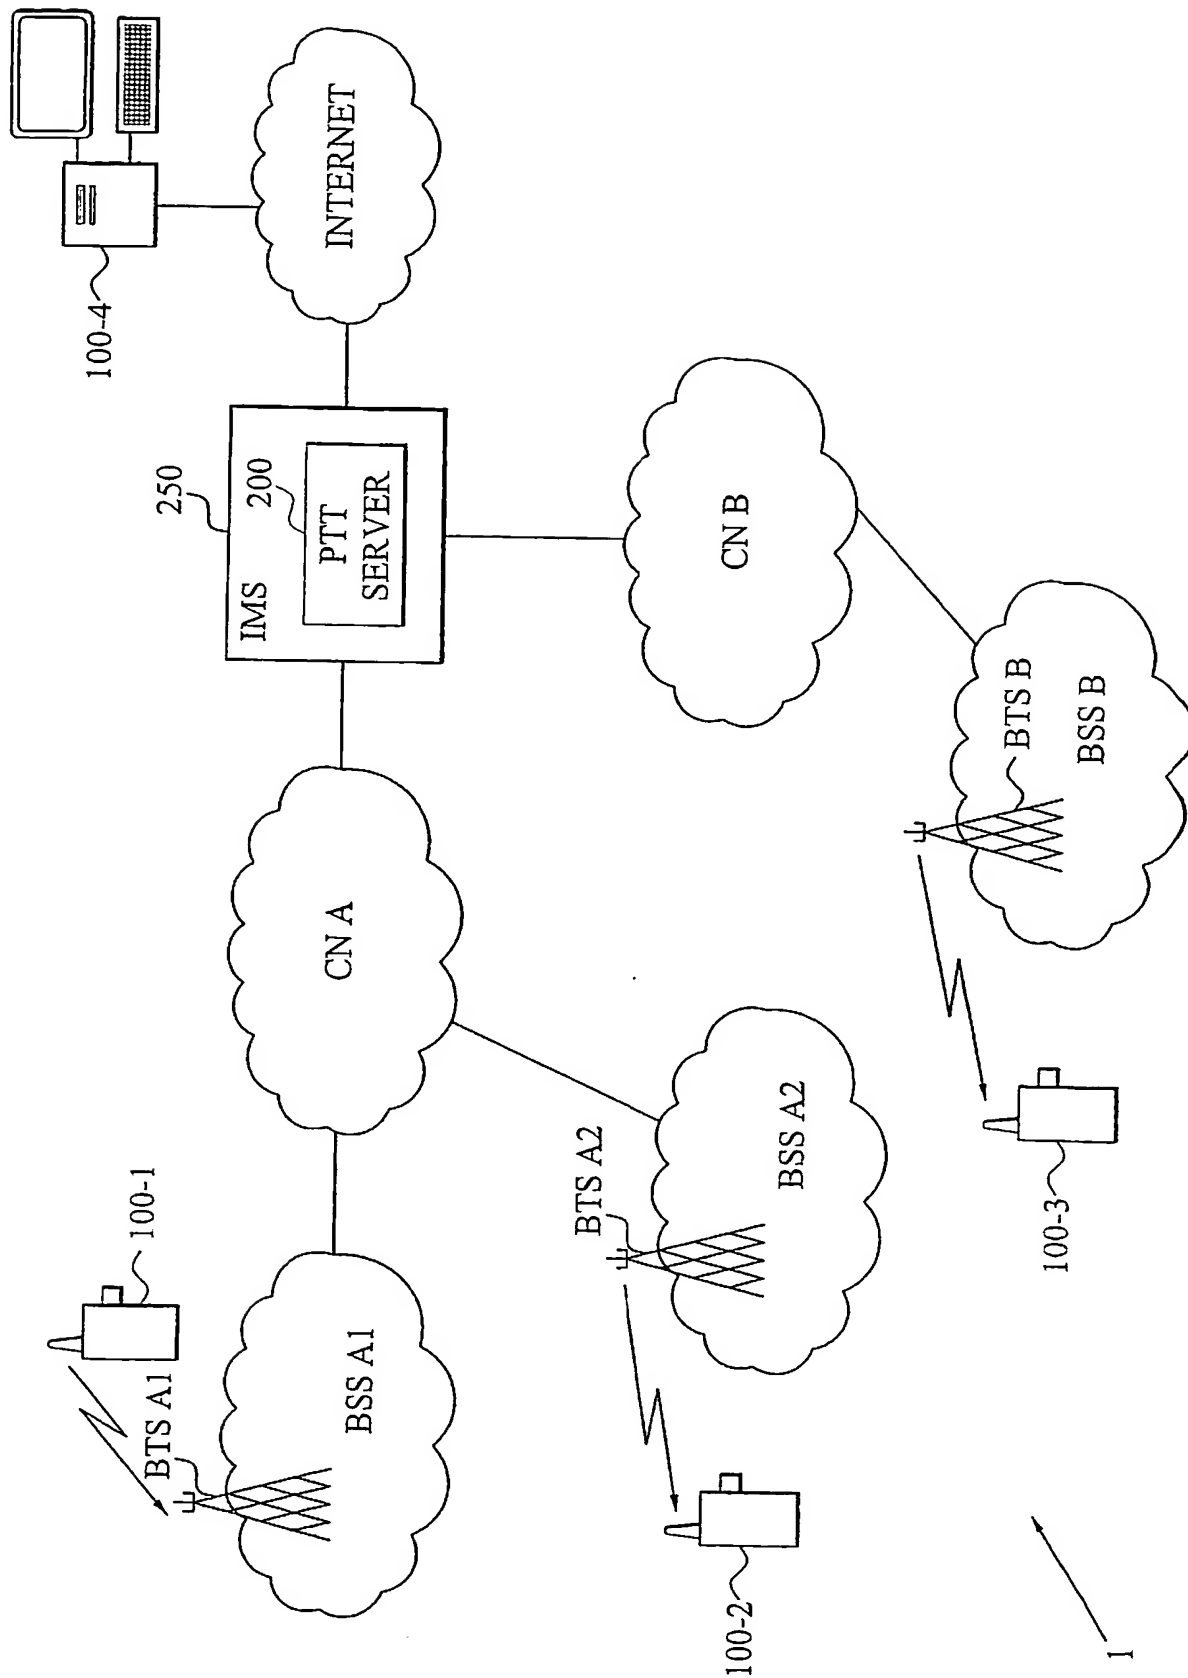 100-1
BTS A1
BSS A1
CN A
250
IMS
200
PTT
SERVER
INTERNET
100-4
BTS A2
BSS A2
100-2
CN B
BTS B
BSS B
100-3
1